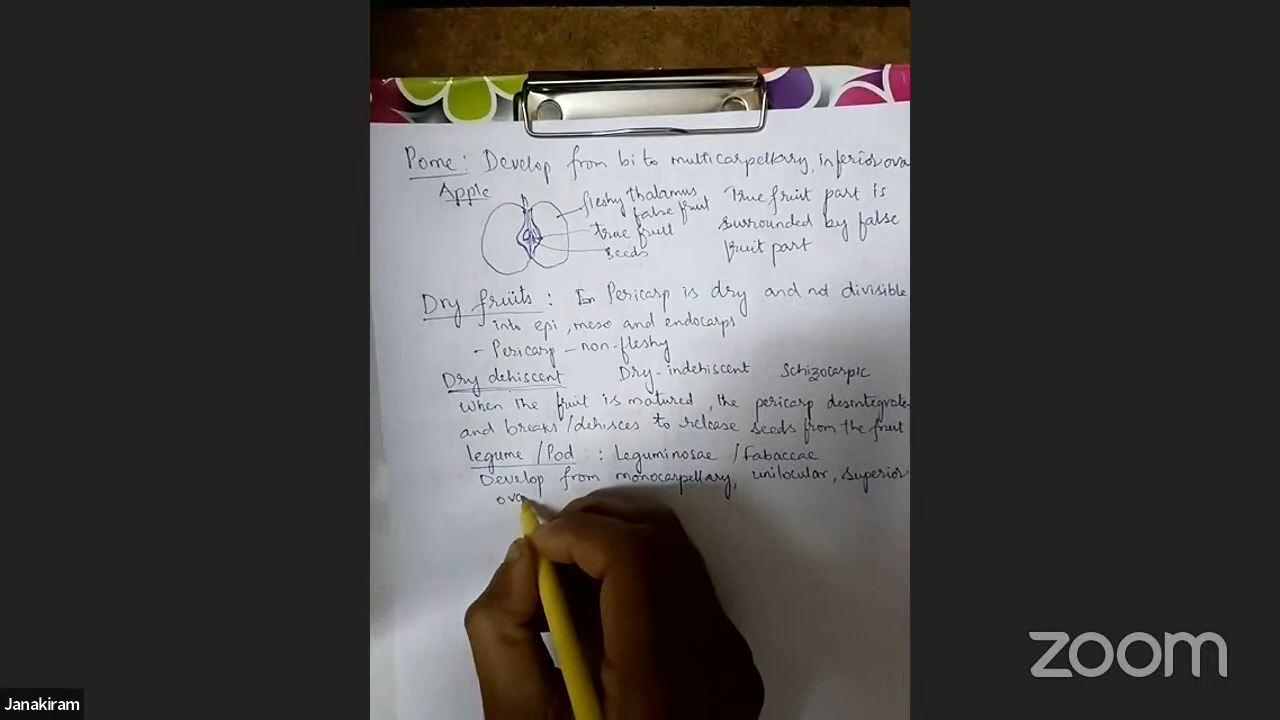 Pome : Develop from bi to multicarpellary, inferior ova
Apple
fleshy thalamus
false fruit
true fruit
seeds
True fruit part is
surrounded by false
fruit part
Dry fruits : Pericarp is dry and not divisible
into epi, meso and endocarps
- Pericarp - non-fleshy
Dry dehiscent Dry-indehiscent Schizocarpic
When the fruit is matured, the pericarp desintegrate
and breaks/dehisces to release seeds from the fruit
legume /Pod : : Leguminosae /Fabaceae
Develop from monocarpellary, unilocular, superior
ova
zoom
Janakiram